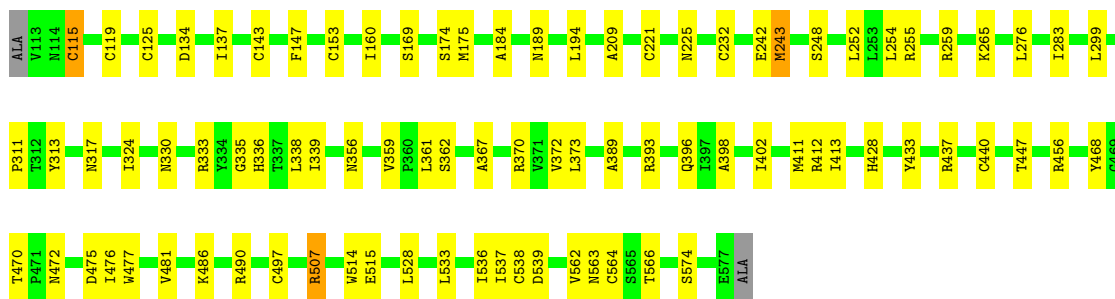 ALA V113 N114 C115 C119 C125 D134 I137 C143 F147 C153 I160 S169 S174 M175 A184 N189 L194 A209 C221 N225 C232 E242 M243 S248 L252 L253 L254 R255 R259 K265 L276 I283 L299
P311 T312 Y313 N317 I324 N330 R333 Y334 G335 H336 T337 L338 I339 N356 V359 P360 L361 S362 A367 R370 V371 V372 L373 A389 R393 Q396 I397 A398 I402 M411 R412 I413 H428 Y433 R437 C440 T447 R456 Y468
T470 P471 N472 D475 I476 W477 V481 K486 R490 C497 R507 W514 E515 L528 L533 I536 I537 C538 D539 V562 N563 C564 S565 T566 S574 E577 ALA